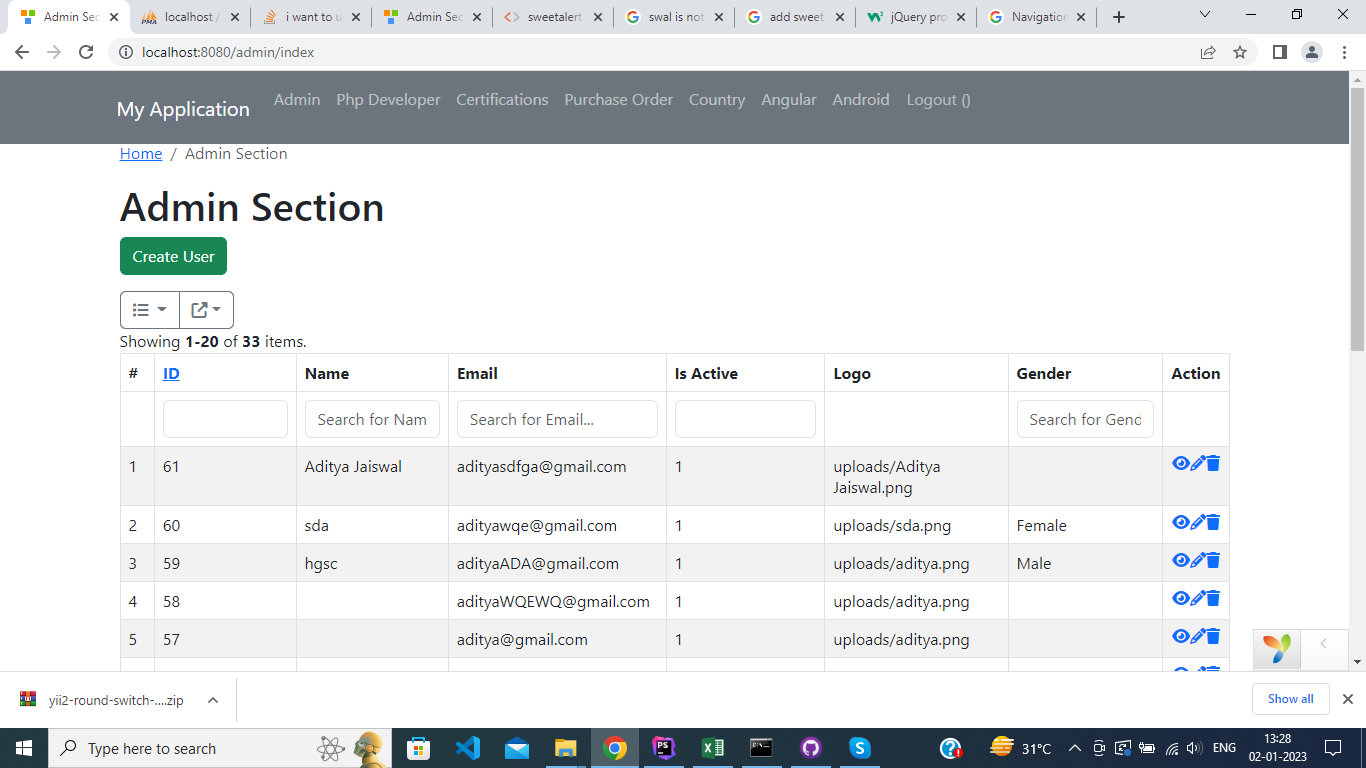 Admin Sec
localhost /
i want to u
Admin Sec
sweetalert
swal is not
add sweet
jQuery pro
Navigation
localhost:8080/admin/index
My Application
Admin Php Developer Certifications Purchase Order Country Angular Android Logout ()
Home / Admin Section
Admin Section
Create User
Showing 1-20 of 33 items.
# ID Name Email Is Active Logo Gender Action
Search for Nam Search for Email... Search for Gend
1 61 Aditya Jaiswal adityasdfga@gmail.com 1 uploads/Aditya
Jaiswal.png
2 60 sda adityawqe@gmail.com 1 uploads/sda.png Female
3 59 hgsc adityaADA@gmail.com 1 uploads/aditya.png Male
4 58 adityaWQEWQ@gmail.com 1 uploads/aditya.png
5 57 aditya@gmail.com 1 uploads/aditya.png
yii2-round-switch-....zip
Show all
Type here to search
31°C
ENG
13:28
02-01-2023